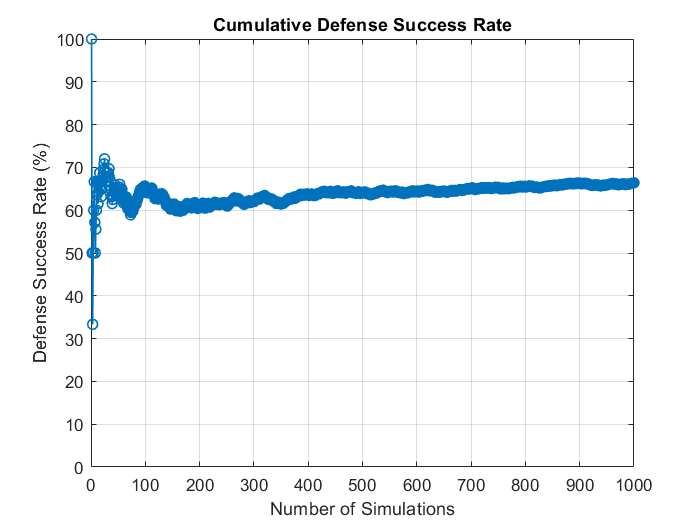 Cumulative Defense Success Rate
100
90
80
70
60
50
40
30
20
10
0
Defense Success Rate (%)
0 100 200 300 400 500 600 700 800 900 1000
Number of Simulations